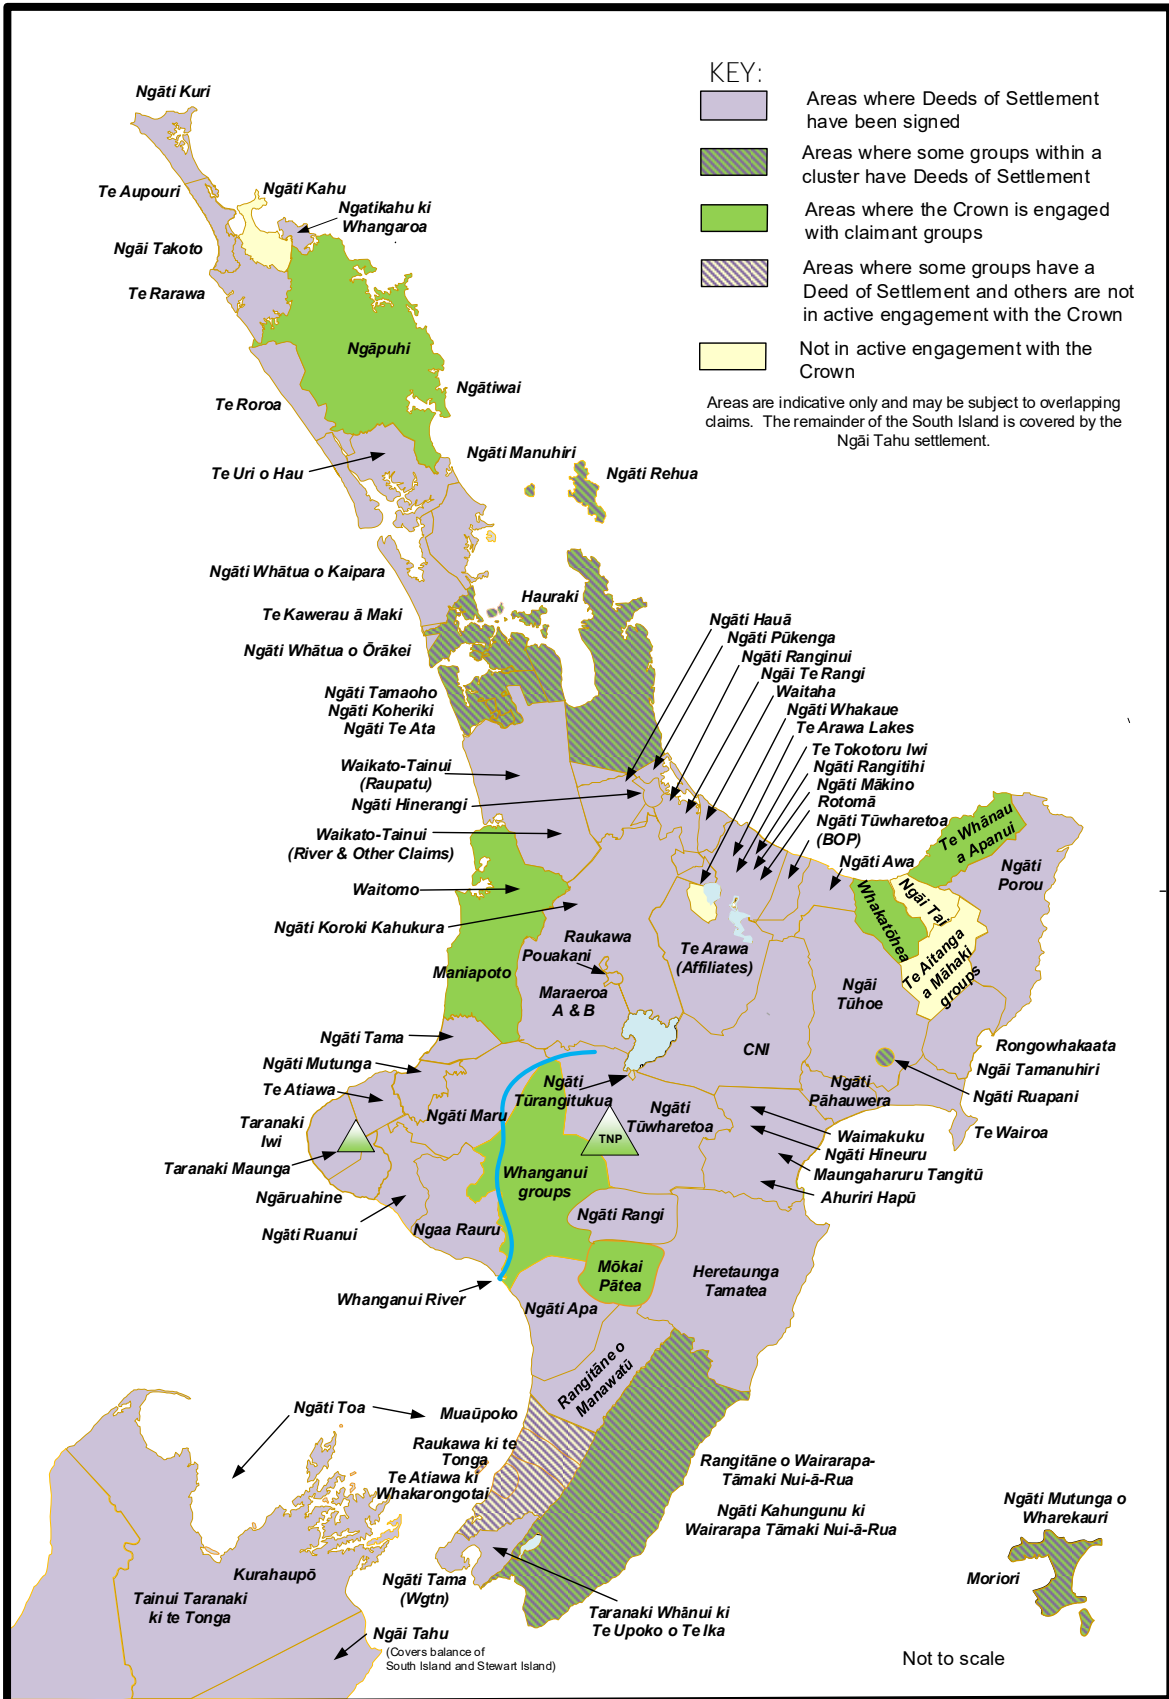 KEY:
Areas where Deeds of Settlement
have been signed
Areas where some groups within a
cluster have Deeds of Settlement
Areas where the Crown is engaged
with claimant groups
Areas where some groups have a
Deed of Settlement and others are not
in active engagement with the Crown
Not in active engagement with the
Crown
Areas are indicative only and may be subject to overlapping
claims. The remainder of the South Island is covered by the
Ngāi Tahu settlement.
Ngāti Kuri
Te Aupouri
Ngāti Kahu
Ngatikahu ki
Whangaroa
Ngāi Takoto
Te Rarawa
Ngāpuhi
Ngātiwai
Te Roroa
Ngāti Manuhiri
Te Uri o Hau
Ngāti Rehua
Ngāti Whātua o Kaipara
Hauraki
Te Kawerau ā Maki
Ngāti Whātua o Ōrākei
Ngāti Tamaoho
Ngāti Koheriki
Ngāti Te Ata
Ngāti Hauā
Ngāti Pūkenga
Ngāti Ranginui
Ngāi Te Rangi
Waitaha
Ngāti Whakaue
Te Arawa Lakes
Te Tokotoru Iwi
Ngāti Rangitihi
Ngāti Mākino
Rotomā
Ngāti Tūwharetoa
(BOP)
Ngāti Awa
Waikato-Tainui
(Raupatu)
Ngāti Hinerangi
Waikato-Tainui
(River & Other Claims)
Waitomo
Ngāti Koroki Kahukura
Te Whānau
a Apanui
Ngāti
Porou
Ngāi Tai
Whakatōhea
Te Aitanga
a Māhaki
groups
Raukawa
Pouakani
Maraeroa
A & B
Te Arawa
(Affiliates)
Maniapoto
Ngāi
Tūhoe
Ngāti Tama
CNI
Rongowhakaata
Ngāi Tamanuhiri
Ngāti Mutunga
Te Atiawa
Ngāti
Tūrangitukua
Ngāti
Pāhauwera
Ngāti Ruapani
Taranaki
Iwi
Ngāti Maru
Ngāti
Tūwharetoa
TNP
Te Wairoa
Waimakuku
Ngāti Hineuru
Maungaharuru Tangitū
Ahuriri Hapū
Taranaki Maunga
Ngāruahine
Whanganui
groups
Ngāti Ruanui
Ngaa Rauru
Ngāti Rangi
Mōkai
Pātea
Heretaunga
Tamatea
Whanganui River
Ngāti Apa
Rangitāne o
Manawatū
Ngāti Toa
Muaūpoko
Raukawa ki te
Tonga
Te Atiawa ki
Whakarongotai
Rangitāne o Wairarapa-
Tāmaki Nui-ā-Rua
Ngāti Kahungunu ki
Wairarapa Tāmaki Nui-ā-Rua
Ngāti Mutunga o
Wharekauri
Moriori
Kurahaupō
Tainui Taranaki
ki te Tonga
Ngāti Tama
(Wgtn)
Taranaki Whānui ki
Te Upoko o Te Ika
Ngāi Tahu
(Covers balance of
South Island and Stewart Island)
Not to scale